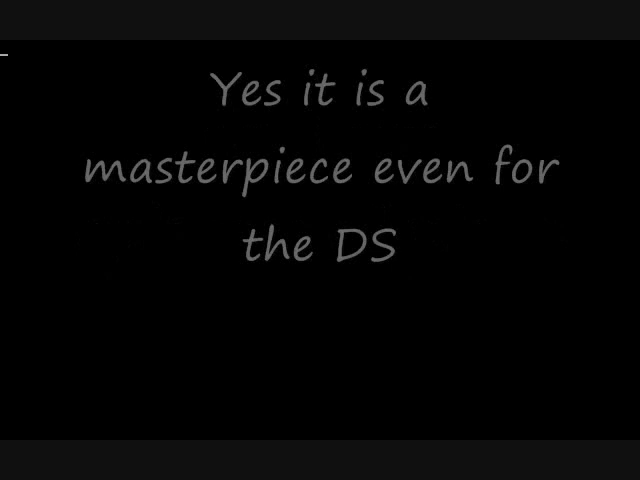 Yes it is a
masterpiece even for
the DS